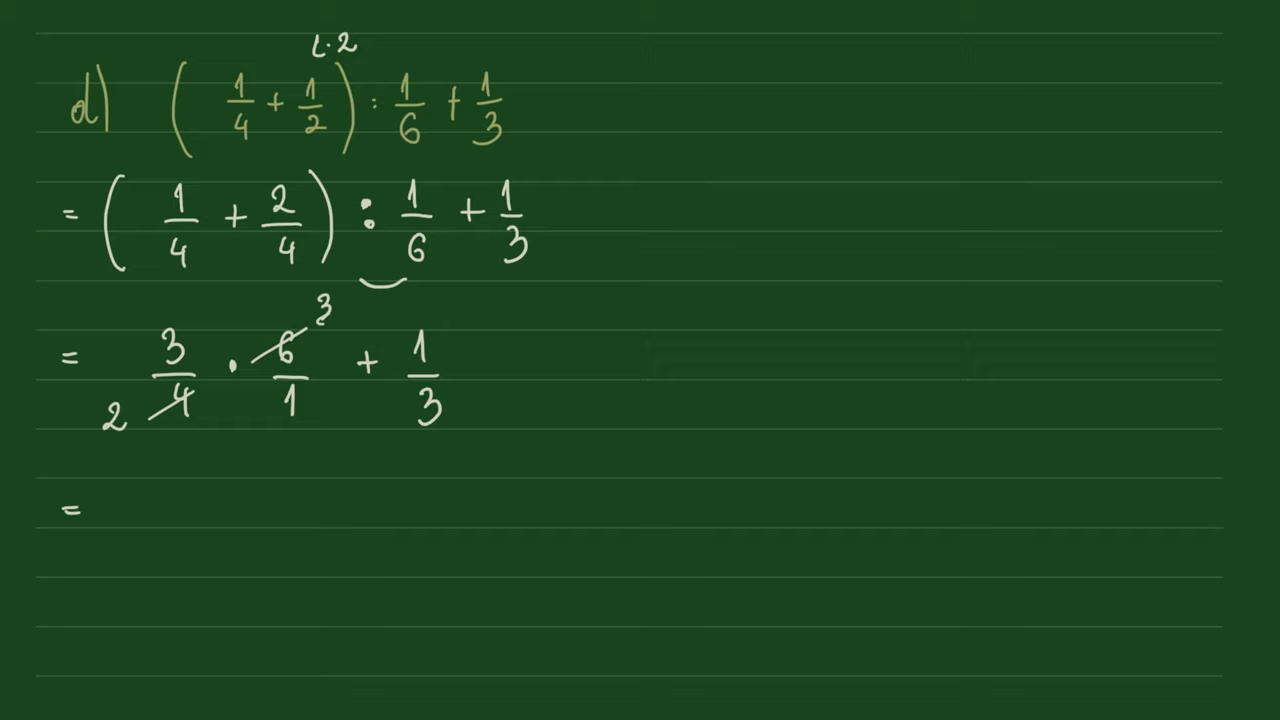 L·2
d) (1/4 + 1/2) : 1/6 + 1/3
= (1/4 + 2/4) : 1/6 + 1/3
3
= 3/4 · 6/1 + 1/3
2
=